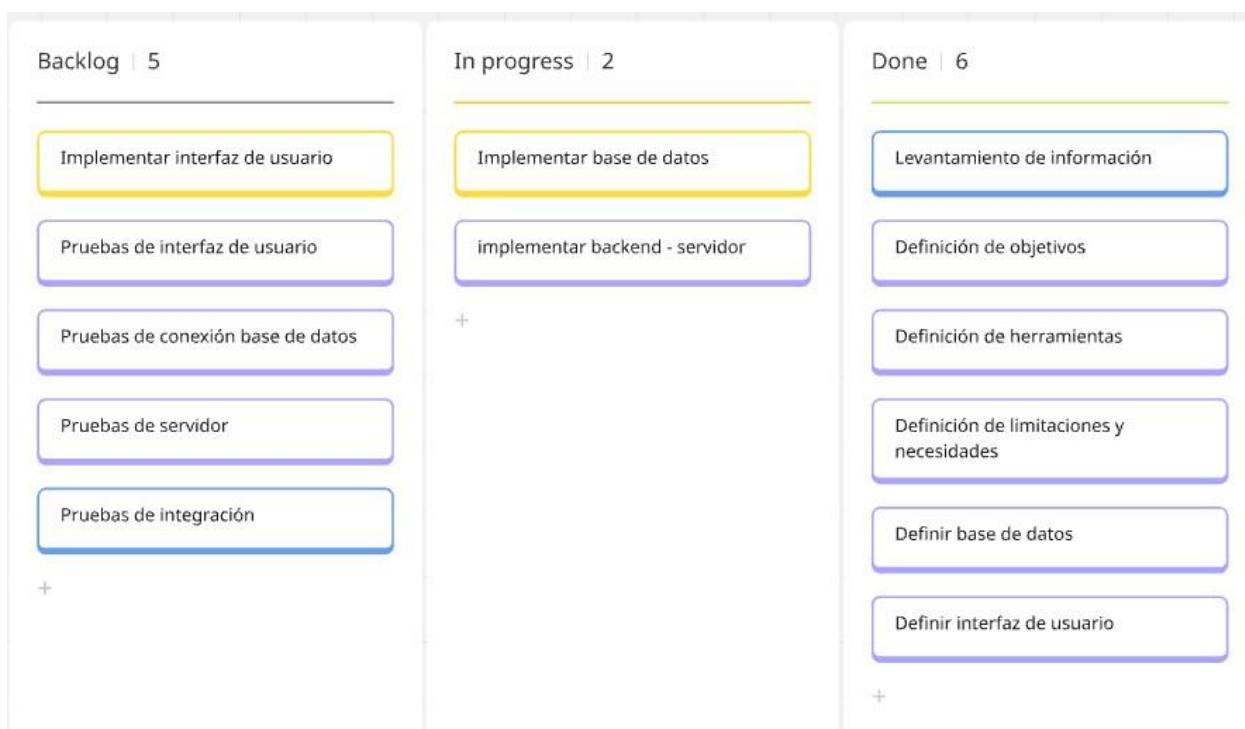 Backlog | 5
Implementar interfaz de usuario
Pruebas de interfaz de usuario
Pruebas de conexión base de datos
Pruebas de servidor
Pruebas de integración
+
In progress | 2
Implementar base de datos
implementar backend - servidor
+
Done | 6
Levantamiento de información
Definición de objetivos
Definición de herramientas
Definición de limitaciones y
necesidades
Definir base de datos
Definir interfaz de usuario
+